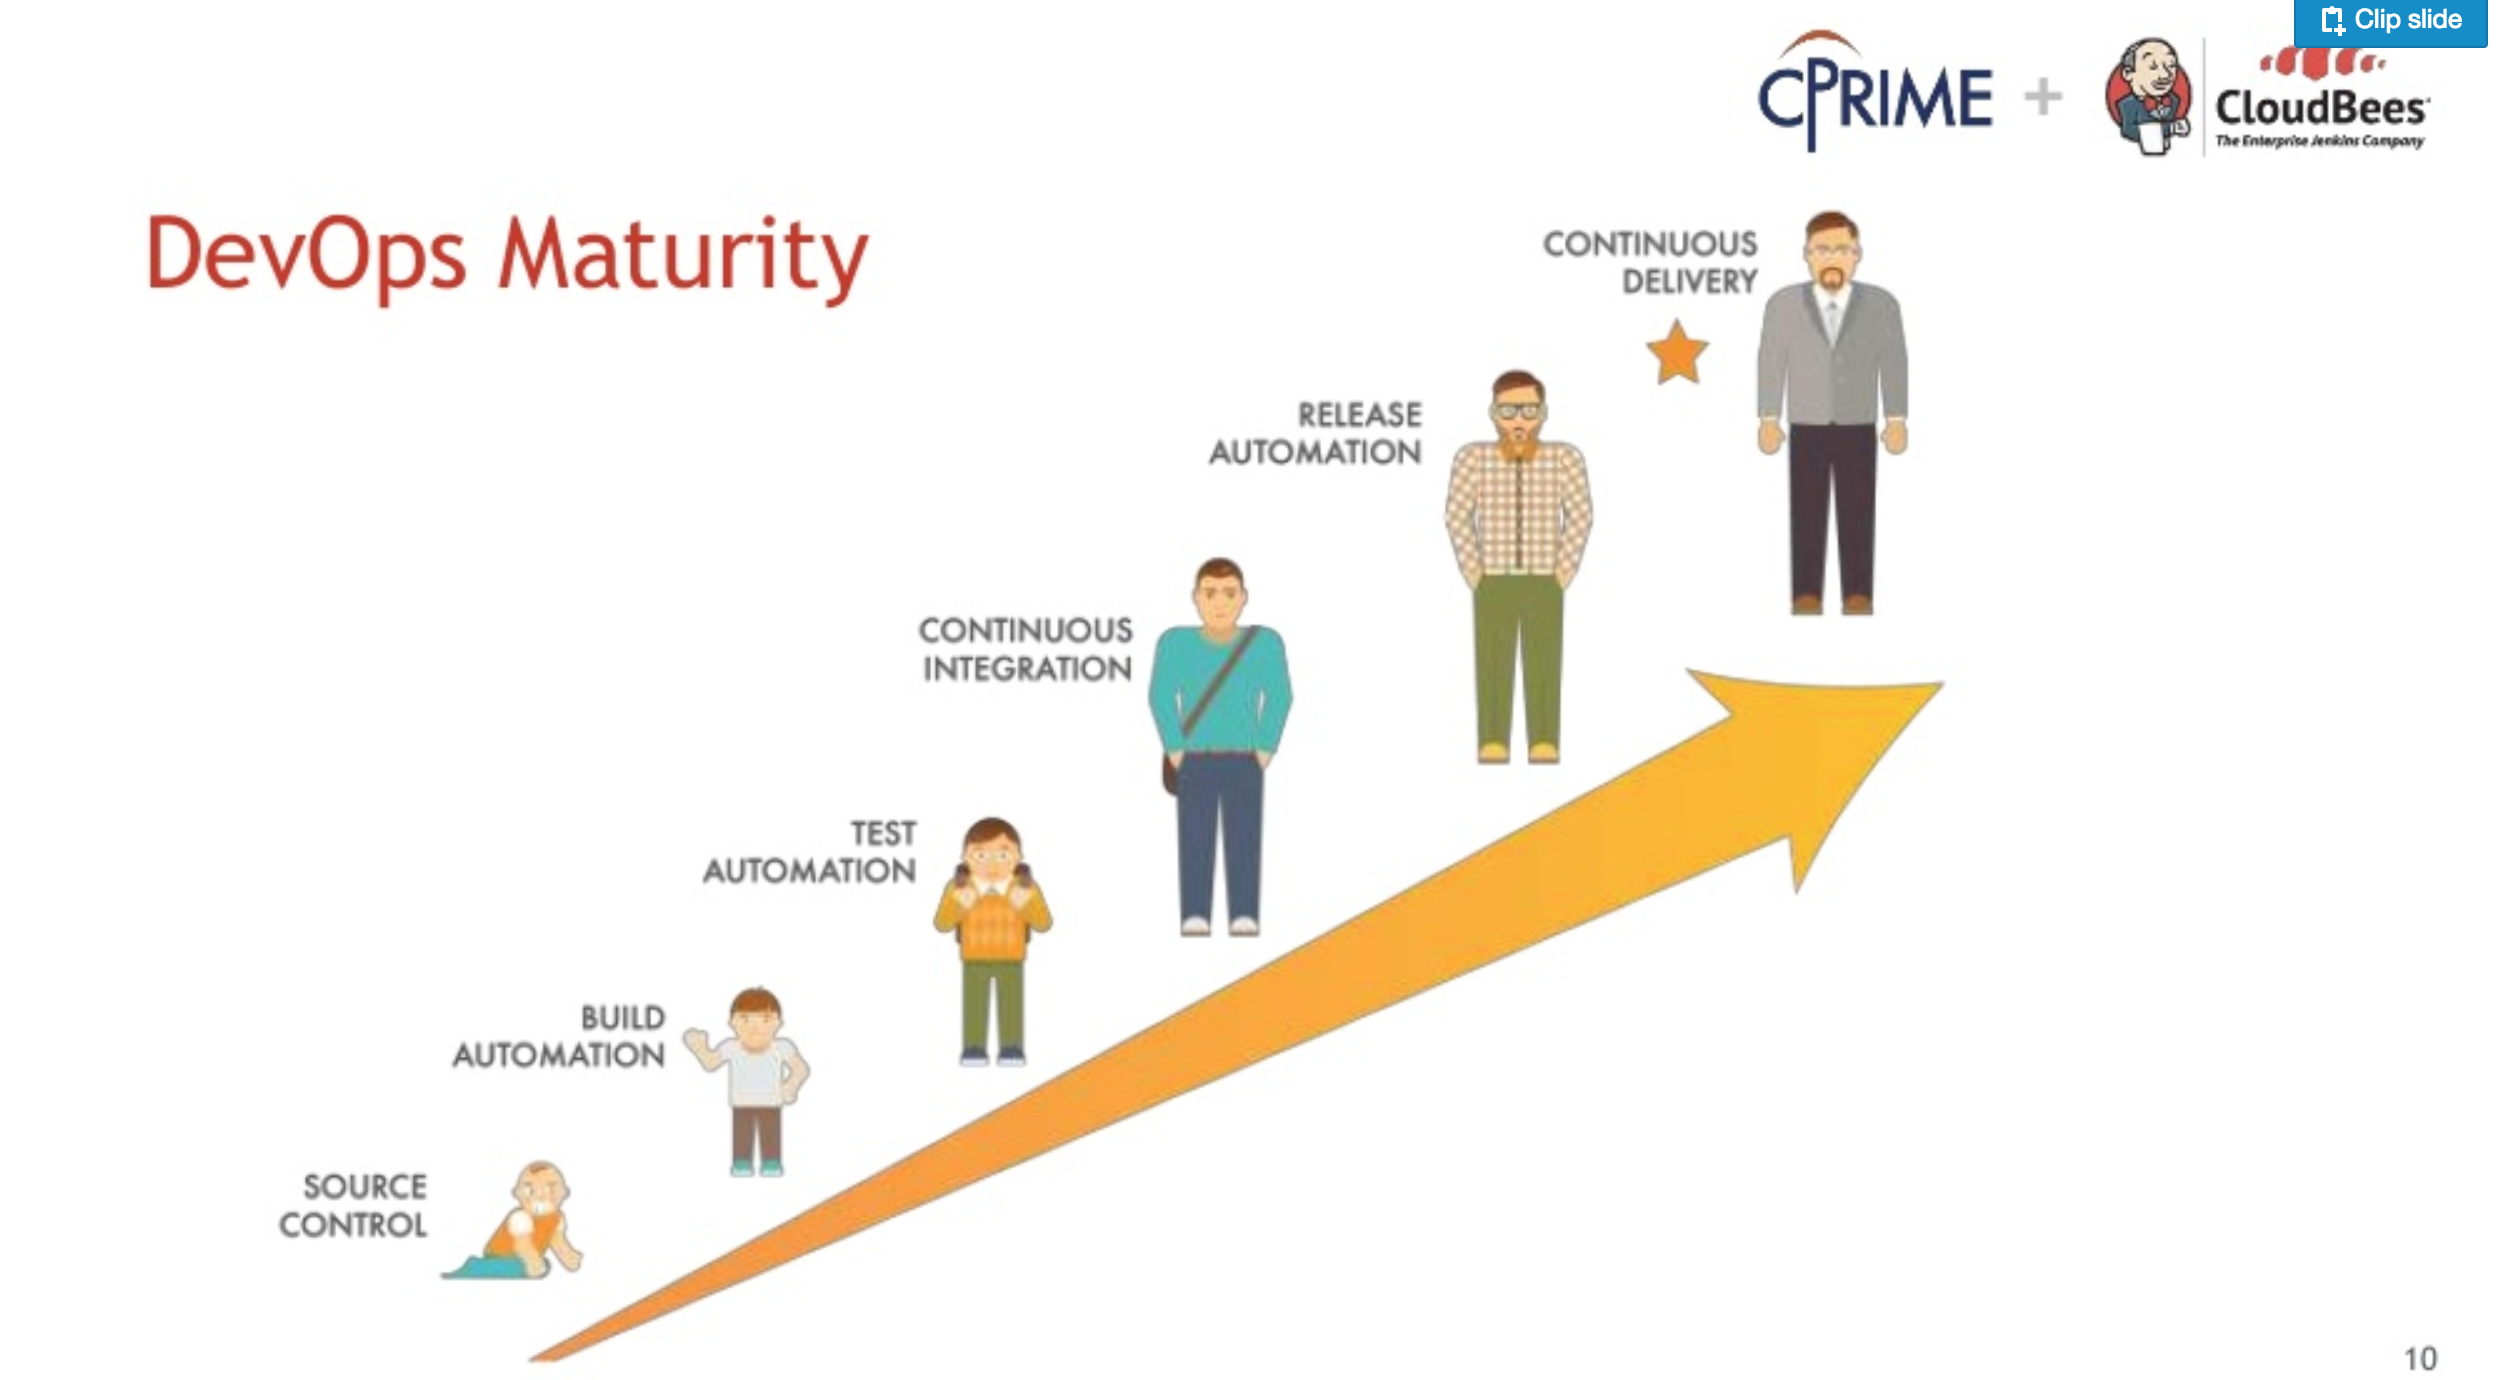 Clip slide
CPRIME + CloudBees
The Enterprise Jenkins Company
DevOps Maturity
CONTINUOUS
DELIVERY
RELEASE
AUTOMATION
CONTINUOUS
INTEGRATION
TEST
AUTOMATION
BUILD
AUTOMATION
SOURCE
CONTROL
10